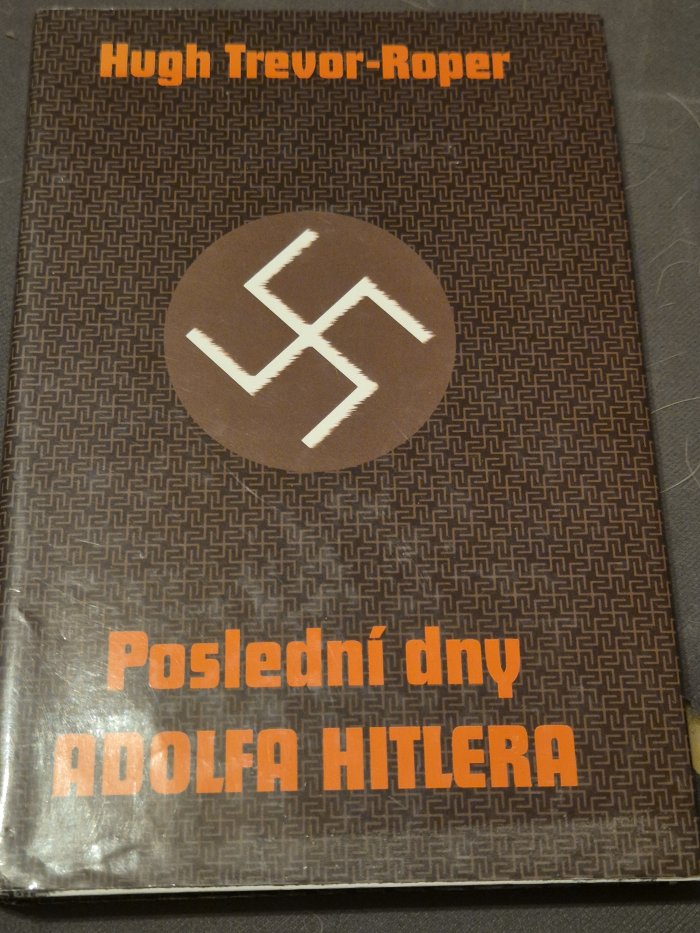 Hugh Trevor-Roper
Poslední dny
ADOLFA HITLERA